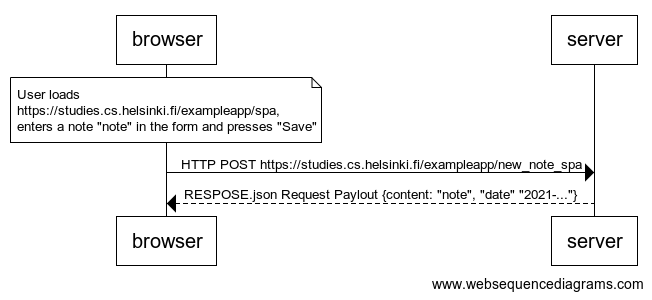 browser
server
User loads
https://studies.cs.helsinki.fi/exampleapp/spa,
enters a note "note" in the form and presses "Save"
HTTP POST https://studies.cs.helsinki.fi/exampleapp/new_note_spa
RESPOSE.json Request Paylout {content: "note", "date" "2021-..."}
browser
server
www.websequencediagrams.com